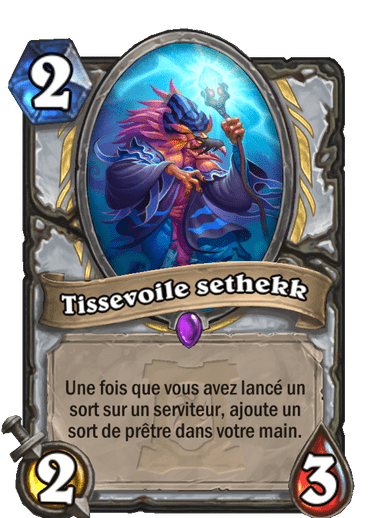 2
Tissevoile sethekk
Une fois que vous avez lancé un
sort sur un serviteur, ajoute un
sort de prêtre dans votre main.
2
3